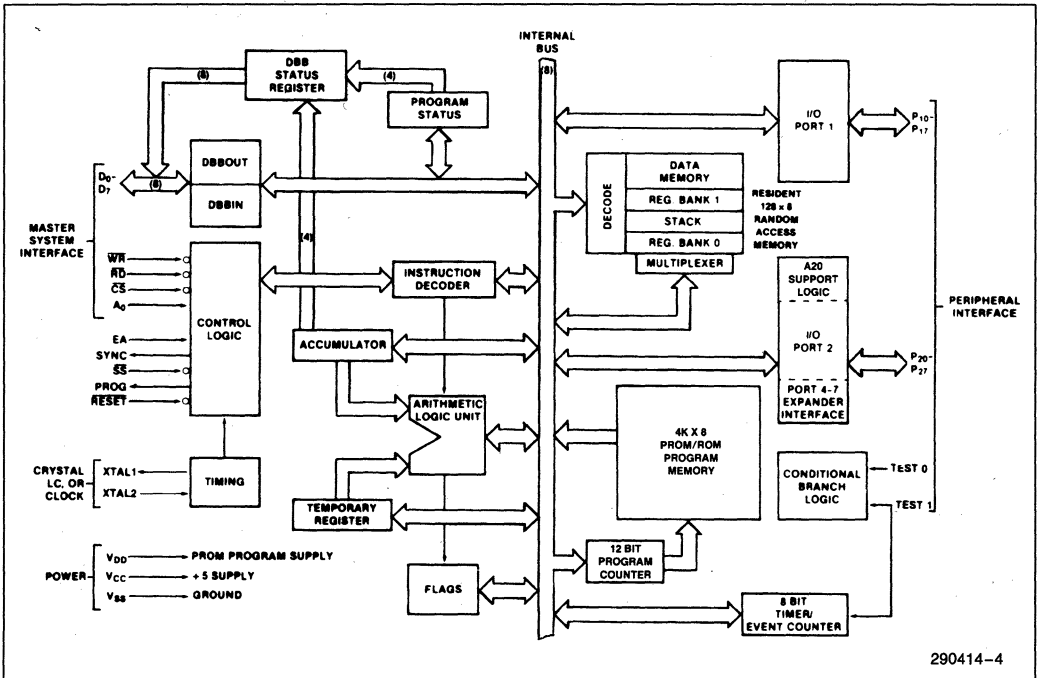 INTERNAL
BUS
(8)
DBB
STATUS
REGISTER
(8)
(4)
PROGRAM
STATUS
I/O
PORT 1
P10-
P17
D0-
D7
(8)
DBBOUT
DBBIN
DECODE
DATA
MEMORY
REG. BANK 1
STACK
REG. BANK 0
MULTIPLEXER
RESIDENT
128 x 8
RANDOM
ACCESS
MEMORY
MASTER
SYSTEM
INTERFACE
(4)
W̅R̅
R̅D̅
C̅S̅
A0
CONTROL
LOGIC
INSTRUCTION
DECODER
A20
SUPPORT
LOGIC
I/O
PORT 2
PORT 4-7
EXPANDER
INTERFACE
P20-
P27
PERIPHERAL
INTERFACE
EA
SYNC
S̅S̅
PROG
R̅E̅S̅E̅T̅
ACCUMULATOR
ARITHMETIC
LOGIC UNIT
4K X 8
PROM/ROM
PROGRAM
MEMORY
CONDITIONAL
BRANCH
LOGIC
TEST 0
TEST 1
CRYSTAL
LC, OR
CLOCK
XTAL1
XTAL2
TIMING
TEMPORARY
REGISTER
12 BIT
PROGRAM
COUNTER
POWER
VDD
PROM PROGRAM SUPPLY
VCC
+ 5 SUPPLY
VSS
GROUND
FLAGS
8 BIT
TIMER/
EVENT COUNTER
290414-4